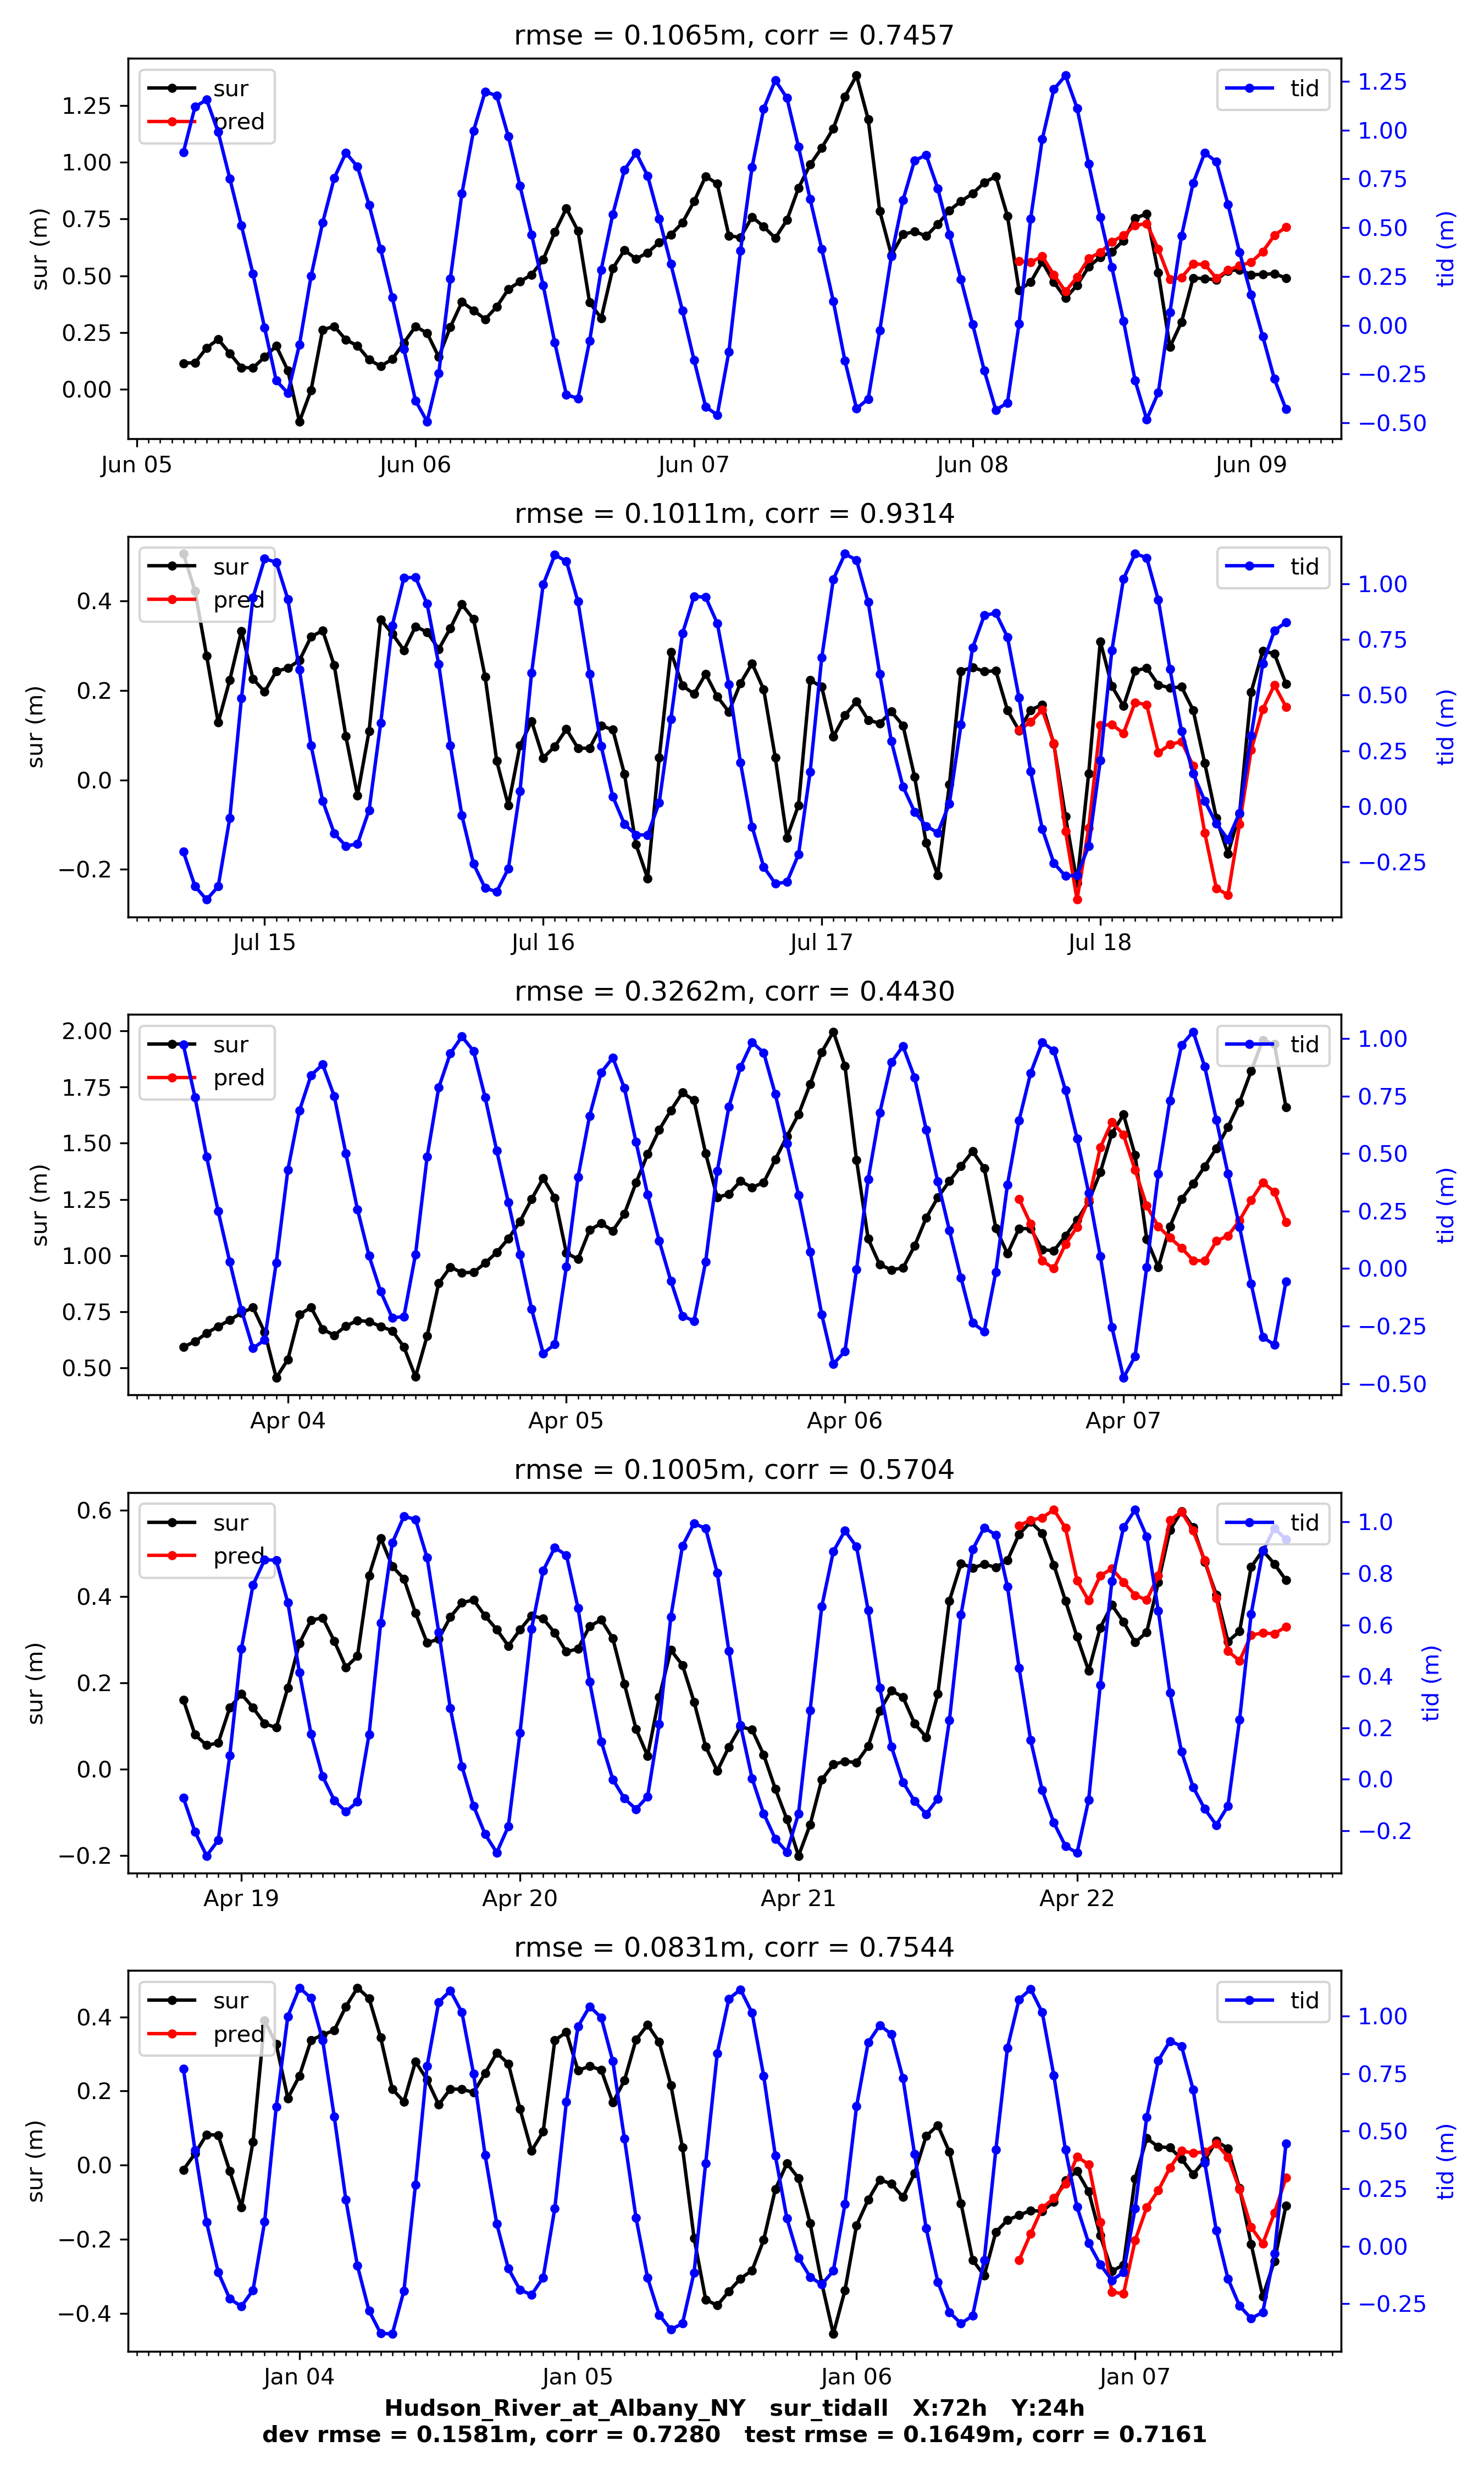 rmse = 0.1065m, corr = 0.7457
sur
pred
tid
1.25
1.00
0.75
0.50
0.25
0.00
sur (m)
1.25
1.00
0.75
0.50
0.25
0.00
−0.25
−0.50
tid (m)
Jun 05 Jun 06 Jun 07 Jun 08 Jun 09
rmse = 0.1011m, corr = 0.9314
sur
pred
tid
0.4
0.2
0.0
−0.2
sur (m)
1.00
0.75
0.50
0.25
0.00
−0.25
tid (m)
Jul 15 Jul 16 Jul 17 Jul 18
rmse = 0.3262m, corr = 0.4430
sur
pred
tid
2.00
1.75
1.50
1.25
1.00
0.75
0.50
sur (m)
1.00
0.75
0.50
0.25
0.00
−0.25
−0.50
tid (m)
Apr 04 Apr 05 Apr 06 Apr 07
rmse = 0.1005m, corr = 0.5704
sur
pred
tid
0.6
0.4
0.2
0.0
−0.2
sur (m)
1.0
0.8
0.6
0.4
0.2
0.0
−0.2
tid (m)
Apr 19 Apr 20 Apr 21 Apr 22
rmse = 0.0831m, corr = 0.7544
sur
pred
tid
0.4
0.2
0.0
−0.2
−0.4
sur (m)
1.00
0.75
0.50
0.25
0.00
−0.25
tid (m)
Jan 04 Jan 05 Jan 06 Jan 07
Hudson_River_at_Albany_NY sur_tidall X:72h Y:24h
dev rmse = 0.1581m, corr = 0.7280 test rmse = 0.1649m, corr = 0.7161